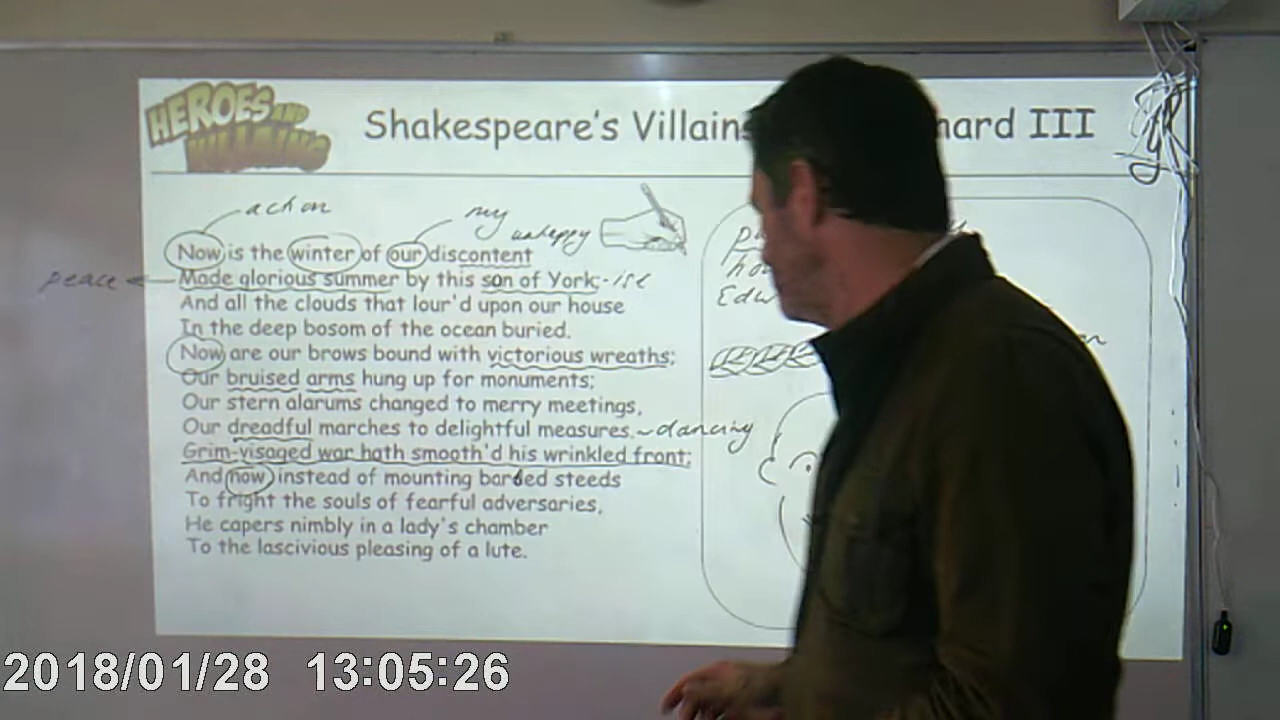 HEROES AND VILLAINS
Shakespeare's Villains hard III
action
my
unhappy
Now is the winter of our discontent
peace Made glorious summer by this son of York;
And all the clouds that lour'd upon our house
In the deep bosom of the ocean buried.
Now are our brows bound with victorious wreaths;
Our bruised arms hung up for monuments;
Our stern alarums changed to merry meetings,
Our dreadful marches to delightful measures. ~dancing
Grim-visaged war hath smooth'd his wrinkled front;
And now, instead of mounting barbed steeds
To fright the souls of fearful adversaries,
He capers nimbly in a lady's chamber
To the lascivious pleasing of a lute.
2018/01/28 13:05:26